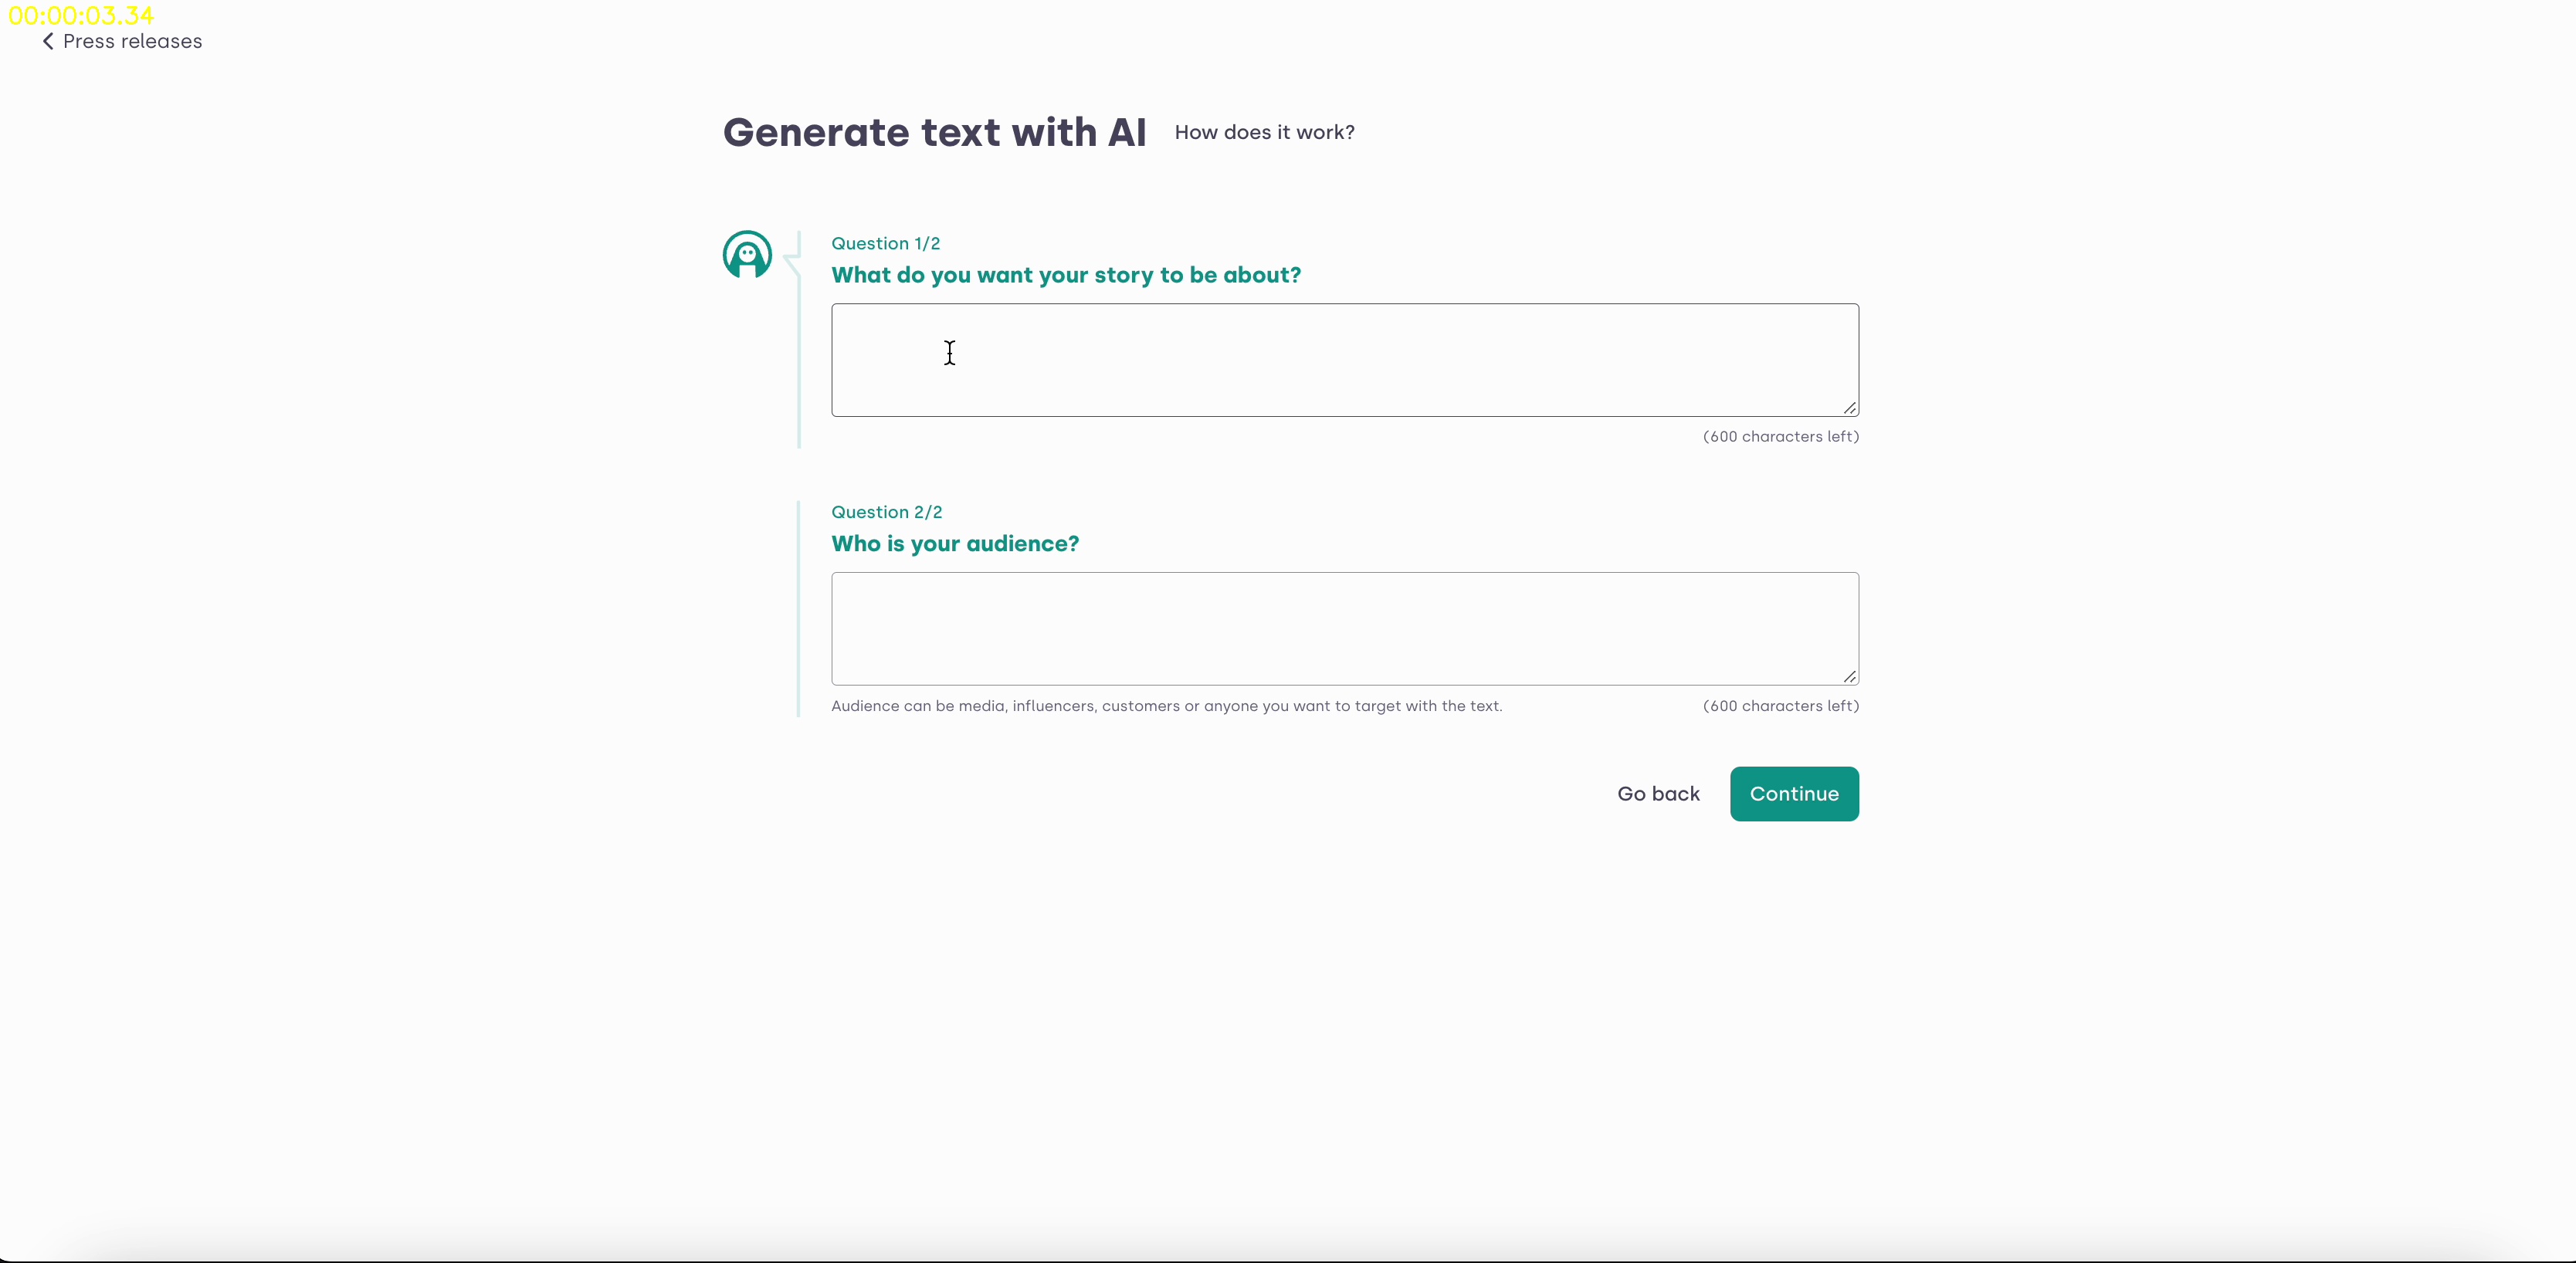 00:00:03.34
Press releases
Generate text with AI How does it work?
Question 1/2
What do you want your story to be about?
(600 characters left)
Question 2/2
Who is your audience?
Audience can be media, influencers, customers or anyone you want to target with the text. (600 characters left)
Go back Continue